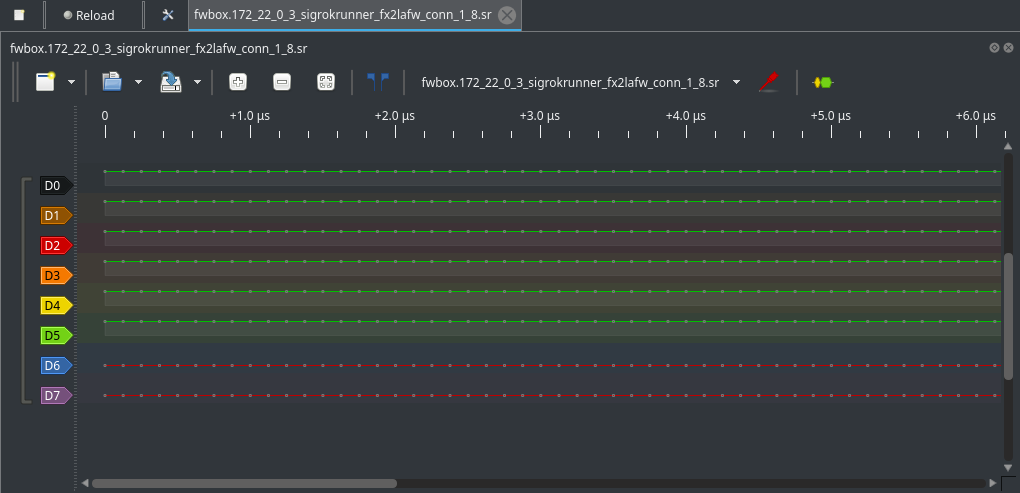 Reload
fwbox.172_22_0_3_sigrokrunner_fx2lafw_conn_1_8.sr
fwbox.172_22_0_3_sigrokrunner_fx2lafw_conn_1_8.sr
fwbox.172_22_0_3_sigrokrunner_fx2lafw_conn_1_8.sr
0 +1.0 µs +2.0 µs +3.0 µs +4.0 µs +5.0 µs +6.0 µs
D0
D1
D2
D3
D4
D5
D6
D7